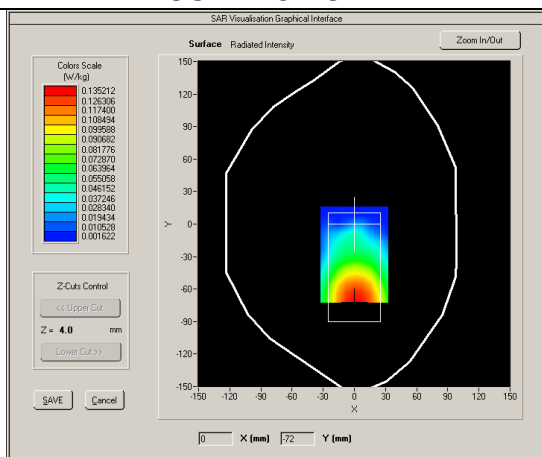 SAR Visualisation Graphical Interface
Surface Radiated Intensity
Zoom In/Out
Colors Scale
(W/kg)
0.135212
0.126306
0.117400
0.108494
0.099588
0.090682
0.081776
0.072870
0.063964
0.055058
0.046152
0.037246
0.028340
0.019434
0.010528
0.001622
Z-Cuts Control
<< Upper Cut
Z = 4.0 mm
Lower Cut >>
SAVE Cancel
150-
120-
90-
60-
30-
0-
-30-
-60-
-90-
-120-
-150-
Y
-150 -120 -90 -60 -30 0 30 60 90 120 150
X
0 X (mm) -72 Y (mm)